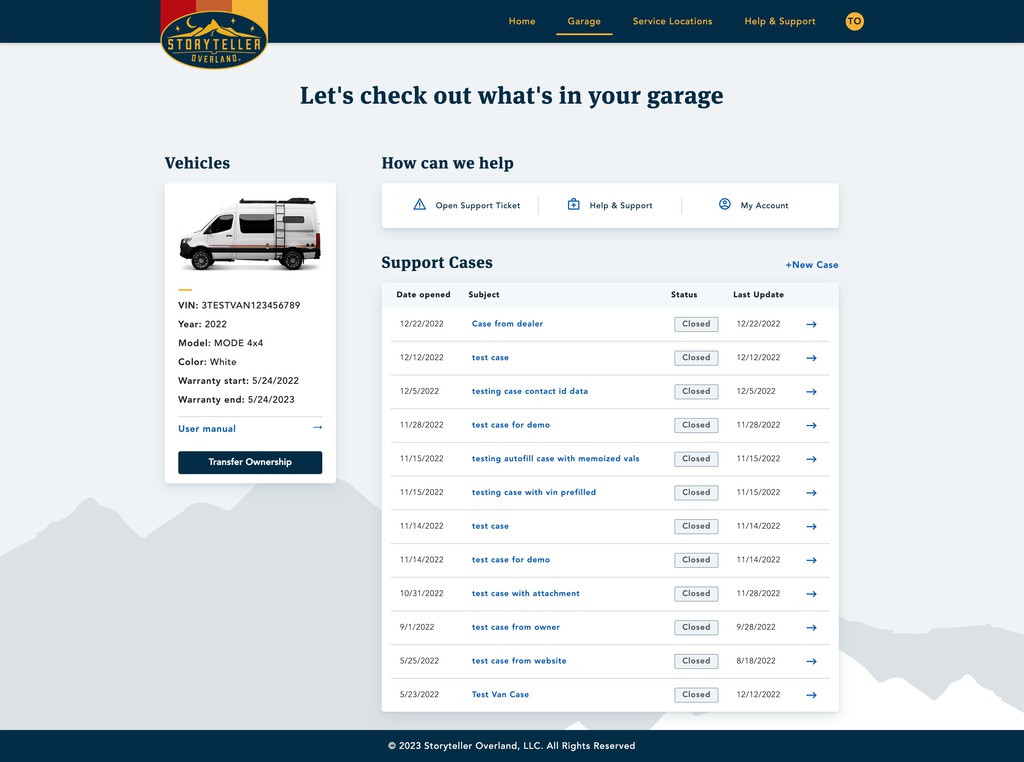 STORYTELLER
OVERLAND
Home Garage Service Locations Help & Support TO
Let's check out what's in your garage
Vehicles
VIN: 3TESTVAN123456789
Year: 2022
Model: MODE 4x4
Color: White
Warranty start: 5/24/2022
Warranty end: 5/24/2023
User manual →
Transfer Ownership
How can we help
Open Support Ticket Help & Support My Account
Support Cases +New Case
Date opened Subject Status Last Update
12/22/2022 Case from dealer Closed 12/22/2022 →
12/12/2022 test case Closed 12/12/2022 →
12/5/2022 testing case contact id data Closed 12/5/2022 →
11/28/2022 test case for demo Closed 11/28/2022 →
11/15/2022 testing autofill case with memoized vals Closed 11/15/2022 →
11/15/2022 testing case with vin prefilled Closed 11/15/2022 →
11/14/2022 test case Closed 11/14/2022 →
11/14/2022 test case for demo Closed 11/14/2022 →
10/31/2022 test case with attachment Closed 11/28/2022 →
9/1/2022 test case from owner Closed 9/28/2022 →
5/25/2022 test case from website Closed 8/18/2022 →
5/23/2022 Test Van Case Closed 12/12/2022 →
© 2023 Storyteller Overland, LLC. All Rights Reserved